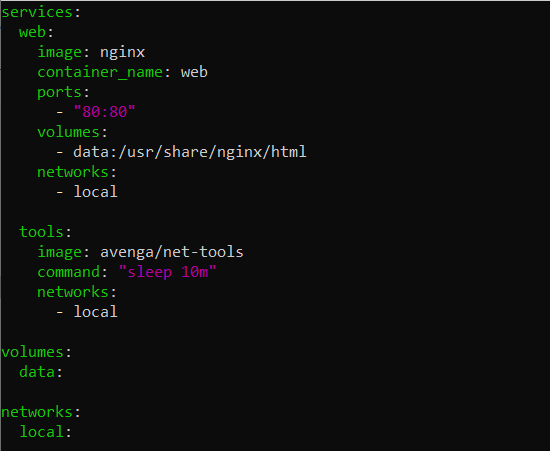 services:
  web:
    image: nginx
    container_name: web
    ports:
      - "80:80"
    volumes:
      - data:/usr/share/nginx/html
    networks:
      - local

  tools:
    image: avenga/net-tools
    command: "sleep 10m"
    networks:
      - local

volumes:
  data:

networks:
  local: